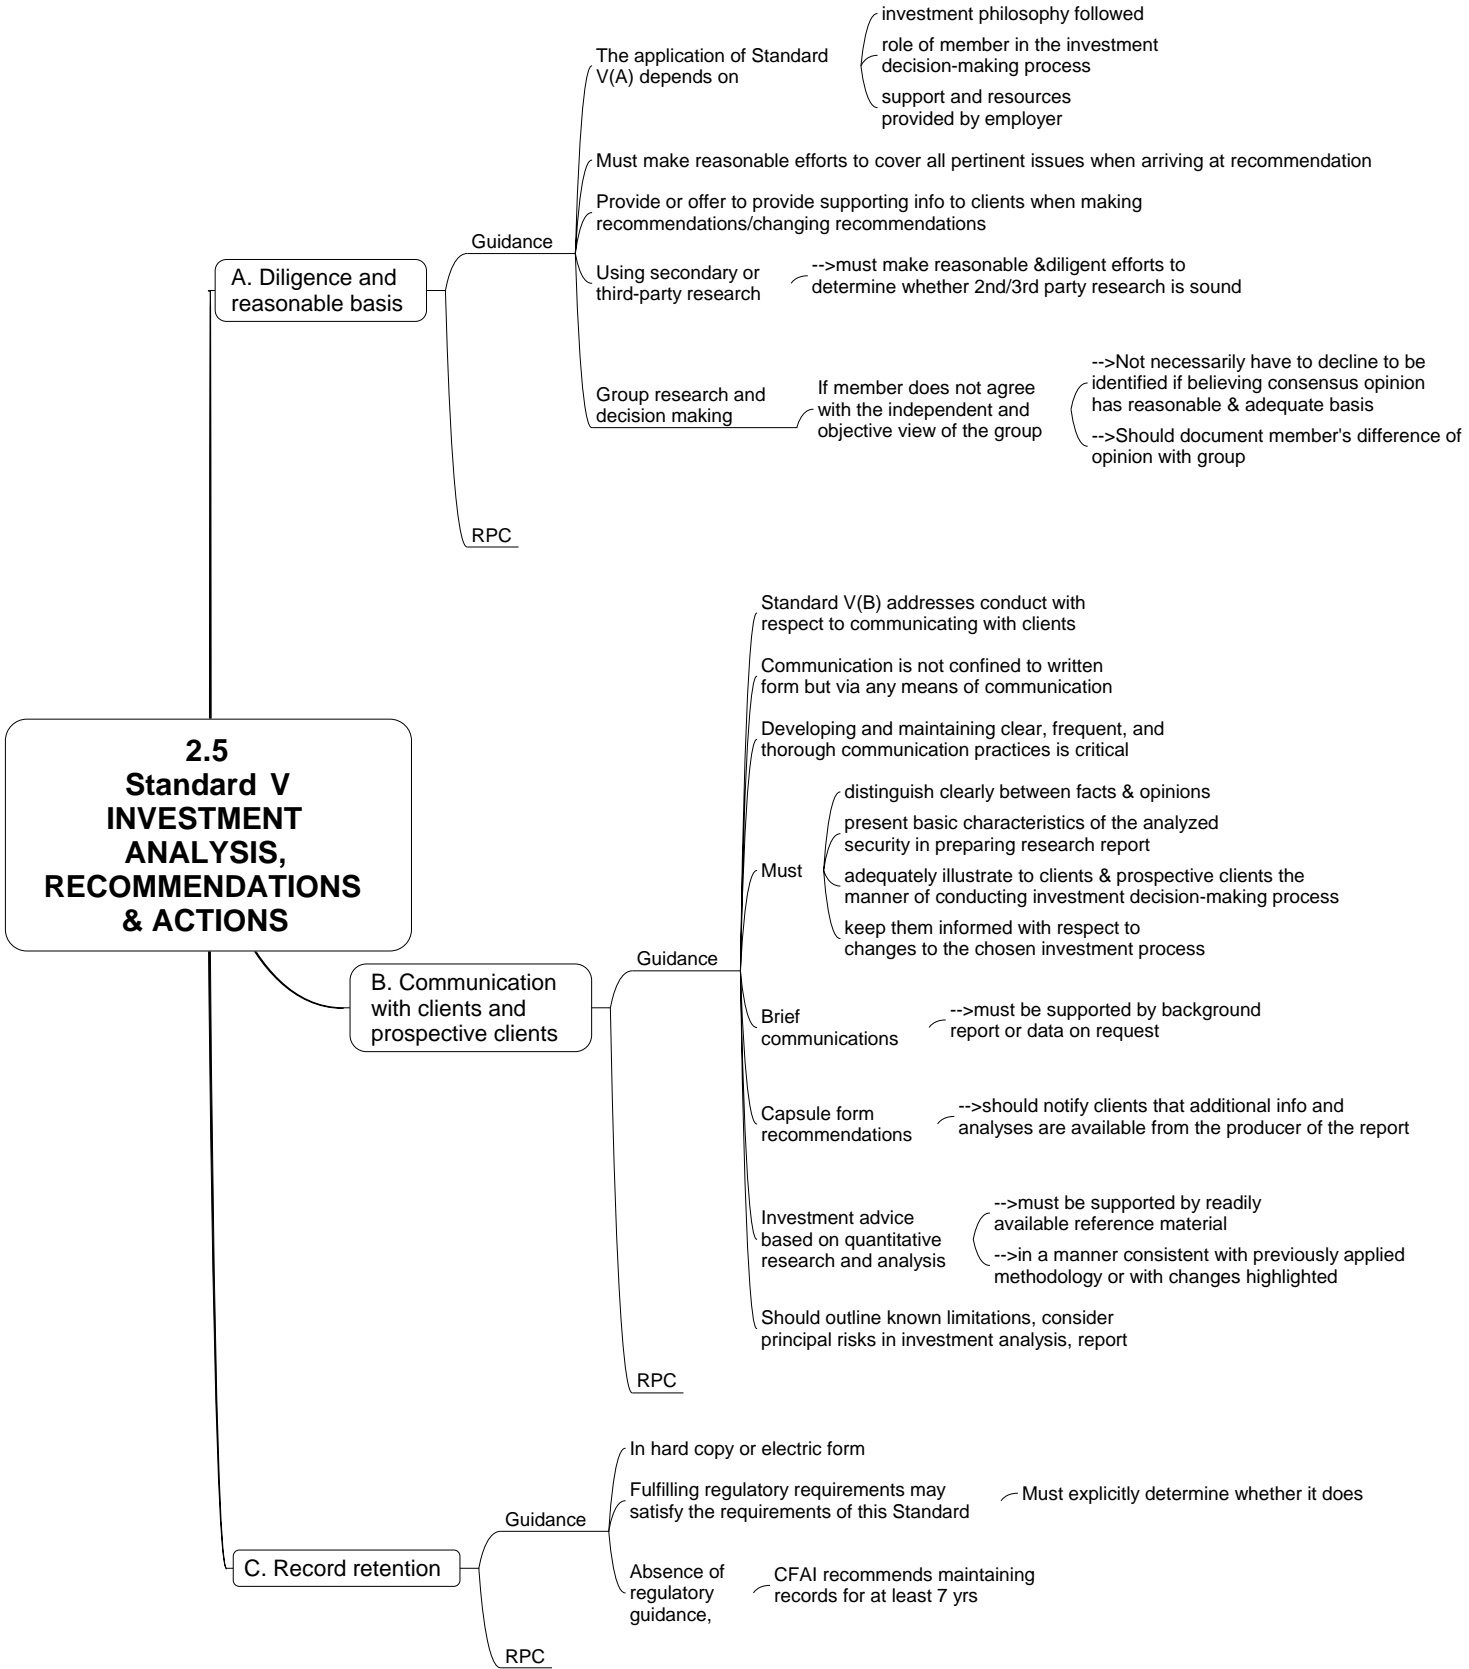 investment philosophy followed
The application of Standard
V(A) depends on
role of member in the investment
decision-making process
support and resources
provided by employer
Must make reasonable efforts to cover all pertinent issues when arriving at recommendation
Provide or offer to provide supporting info to clients when making
recommendations/changing recommendations
Guidance
A. Diligence and
reasonable basis
Using secondary or
third-party research
-->must make reasonable &diligent efforts to
determine whether 2nd/3rd party research is sound
Group research and
decision making
If member does not agree
with the independent and
objective view of the group
-->Not necessarily have to decline to be
identified if believing consensus opinion
has reasonable & adequate basis
-->Should document member's difference of
opinion with group
RPC
2.5
Standard V
INVESTMENT
ANALYSIS,
RECOMMENDATIONS
& ACTIONS
B. Communication
with clients and
prospective clients
Guidance
Standard V(B) addresses conduct with
respect to communicating with clients
Communication is not confined to written
form but via any means of communication
Developing and maintaining clear, frequent, and
thorough communication practices is critical
Must
distinguish clearly between facts & opinions
present basic characteristics of the analyzed
security in preparing research report
adequately illustrate to clients & prospective clients the
manner of conducting investment decision-making process
keep them informed with respect to
changes to the chosen investment process
Brief
communications
-->must be supported by background
report or data on request
Capsule form
recommendations
-->should notify clients that additional info and
analyses are available from the producer of the report
Investment advice
based on quantitative
research and analysis
-->must be supported by readily
available reference material
-->in a manner consistent with previously applied
methodology or with changes highlighted
Should outline known limitations, consider
principal risks in investment analysis, report
RPC
C. Record retention
Guidance
In hard copy or electric form
Fulfilling regulatory requirements may
satisfy the requirements of this Standard
Must explicitly determine whether it does
Absence of
regulatory
guidance,
CFAI recommends maintaining
records for at least 7 yrs
RPC